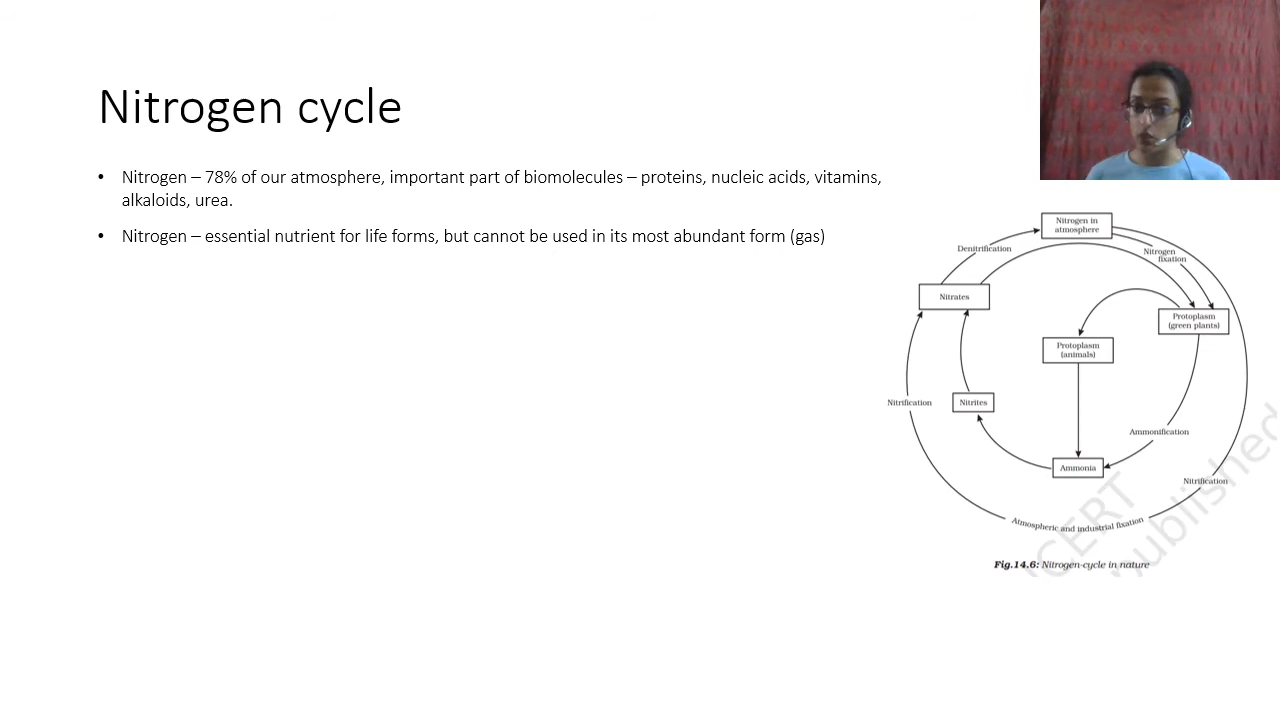 Nitrogen cycle
• Nitrogen – 78% of our atmosphere, important part of biomolecules – proteins, nucleic acids, vitamins,
alkaloids, urea.
• Nitrogen – essential nutrient for life forms, but cannot be used in its most abundant form (gas)
Nitrogen in
atmosphere
Denitrification
Nitrogen
fixation
Nitrates
Protoplasm
(green plants)
Protoplasm
(animals)
Nitrification
Nitrites
Ammonification
Ammonia
Nitrification
Atmospheric and industrial fixation
Fig.14.6: Nitrogen-cycle in nature
CERT
published